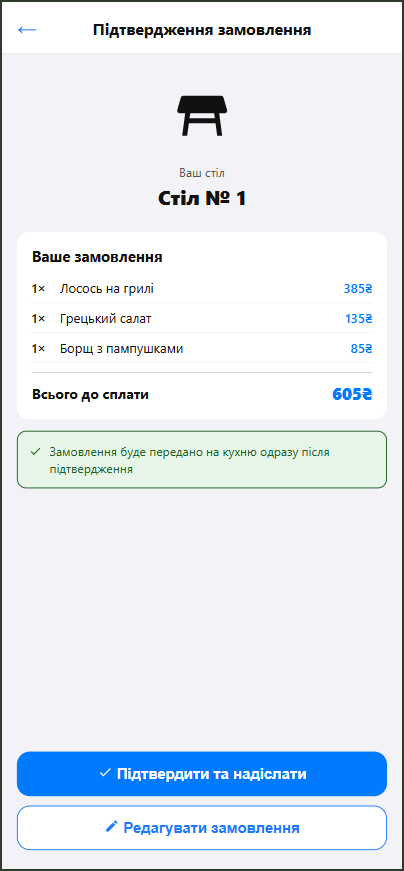 Підтвердження замовлення
Ваш стіл
Стіл № 1
Ваше замовлення
1× Лосось на грилі 385₴
1× Грецький салат 135₴
1× Борщ з пампушками 85₴
Всього до сплати 605₴
Замовлення буде передано на кухню одразу після
підтвердження
Підтвердити та надіслати
Редагувати замовлення